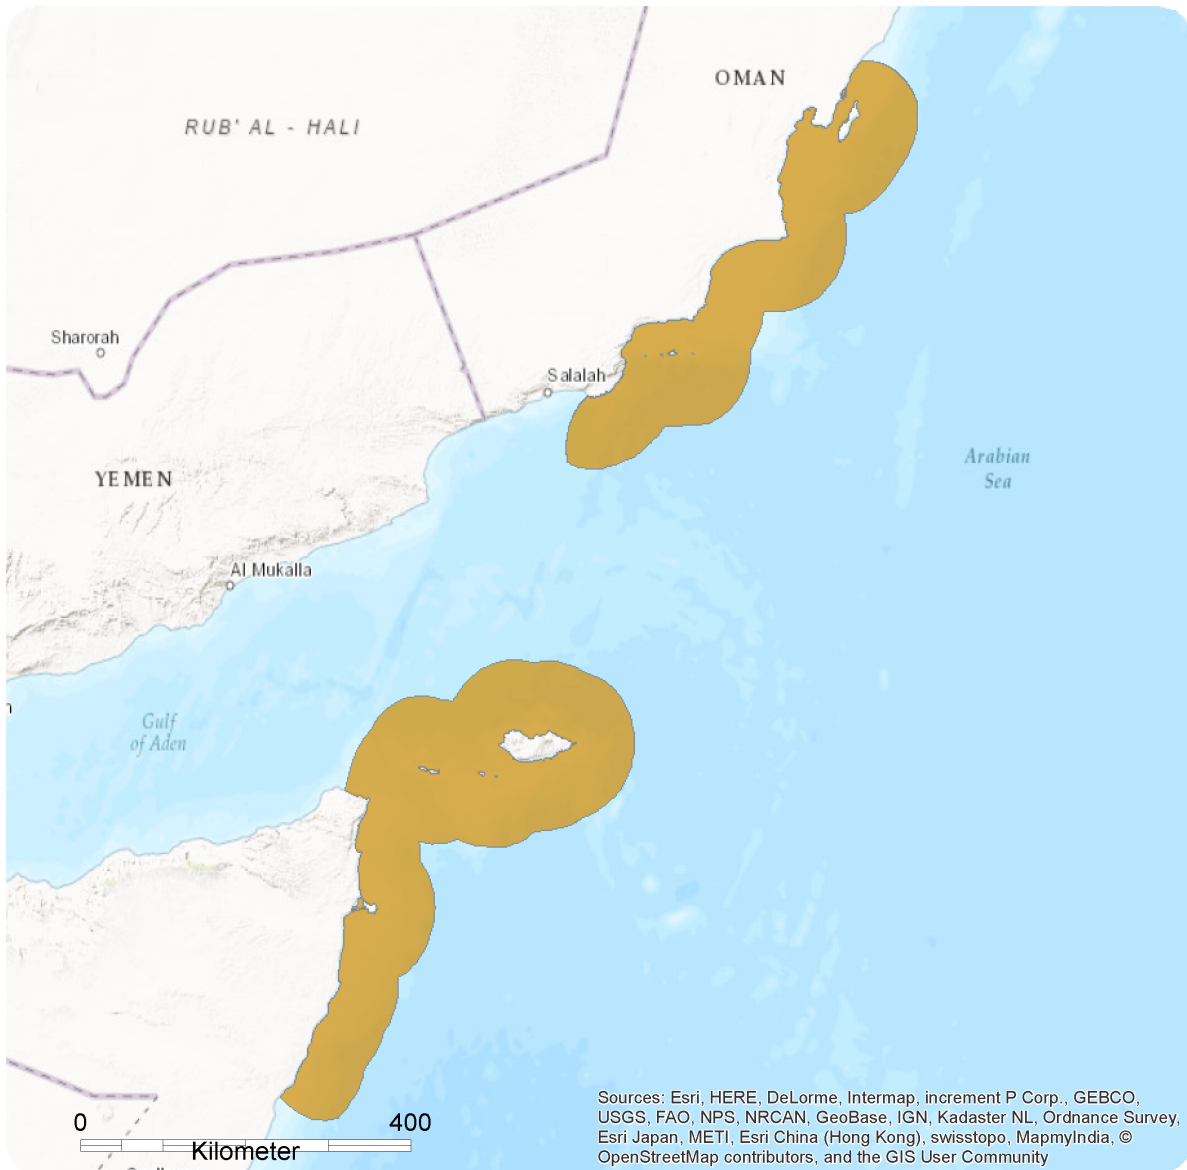 OMAN
RUB' AL - HALI
Sharorah
Salalah
Arabian
Sea
YEMEN
Al Mukalla
Gulf
of Aden
0 400
Kilometer
Sources: Esri, HERE, DeLorme, Intermap, increment P Corp., GEBCO,
USGS, FAO, NPS, NRCAN, GeoBase, IGN, Kadaster NL, Ordnance Survey,
Esri Japan, METI, Esri China (Hong Kong), swisstopo, MapmyIndia, ©
OpenStreetMap contributors, and the GIS User Community